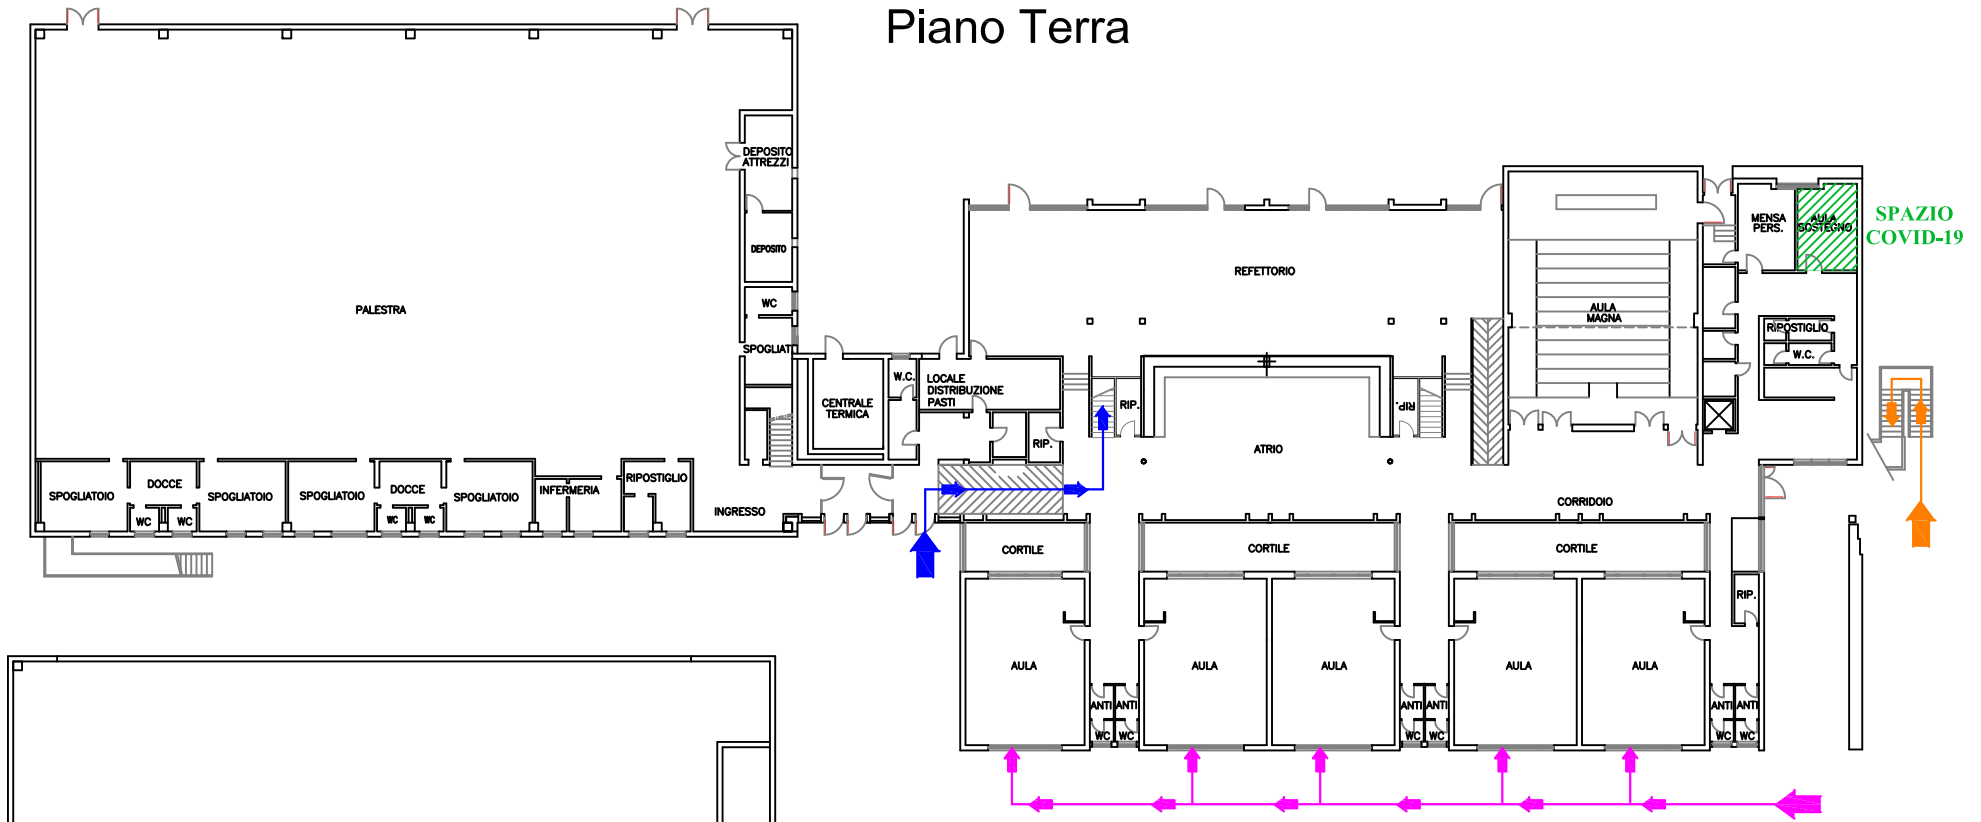 Piano Terra
DEPOSITO
ATTREZZI
DEPOSITO
WC
SPOGLIAT
PALESTRA
REFETTORIO
AULA
MAGNA
MENSA
PERS.
AULA
SOSTEGNO
SPAZIO
COVID-19
RIPOSTIGLIO
W.C.
CENTRALE
TERMICA
W.C.
LOCALE
DISTRIBUZIONE
PASTI
RIP.
RIP.
RIP.
ATRIO
SPOGLIATOIO
DOCCE
WC
WC
SPOGLIATOIO
SPOGLIATOIO
DOCCE
WC
WC
SPOGLIATOIO
INFERMERIA
RIPOSTIGLIO
INGRESSO
CORRIDOIO
CORTILE
CORTILE
CORTILE
RIP.
AULA
AULA
AULA
AULA
AULA
ANTI
ANTI
ANTI
ANTI
ANTI
ANTI
WC
WC
WC
WC
WC
WC